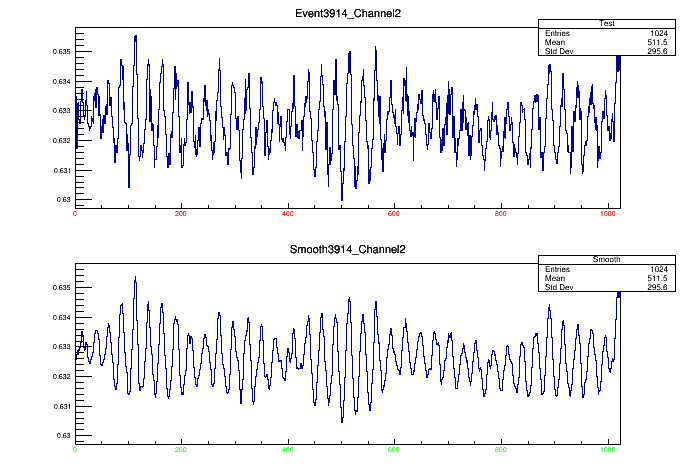 Event3914_Channel2
Test
Entries 1024
Mean 511.5
Std Dev 295.6
0.635
0.634
0.633
0.632
0.631
0.63
0 200 400 600 800 1000
Smooth3914_Channel2
Smooth
Entries 1024
Mean 511.5
Std Dev 295.6
0.635
0.634
0.633
0.632
0.631
0.63
0 200 400 600 800 1000